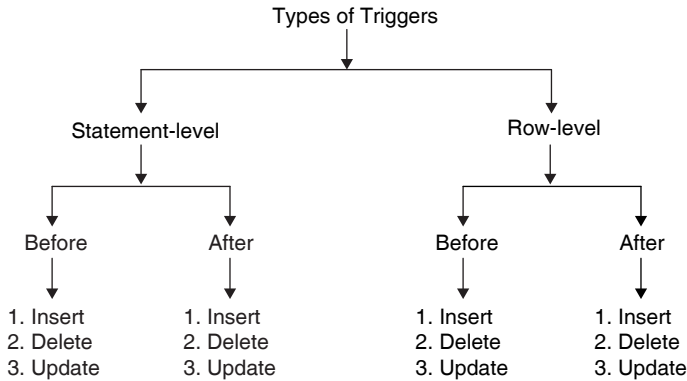 Types of Triggers
Statement-level
Row-level
Before
After
Before
After
1. Insert
2. Delete
3. Update
1. Insert
2. Delete
3. Update
1. Insert
2. Delete
3. Update
1. Insert
2. Delete
3. Update